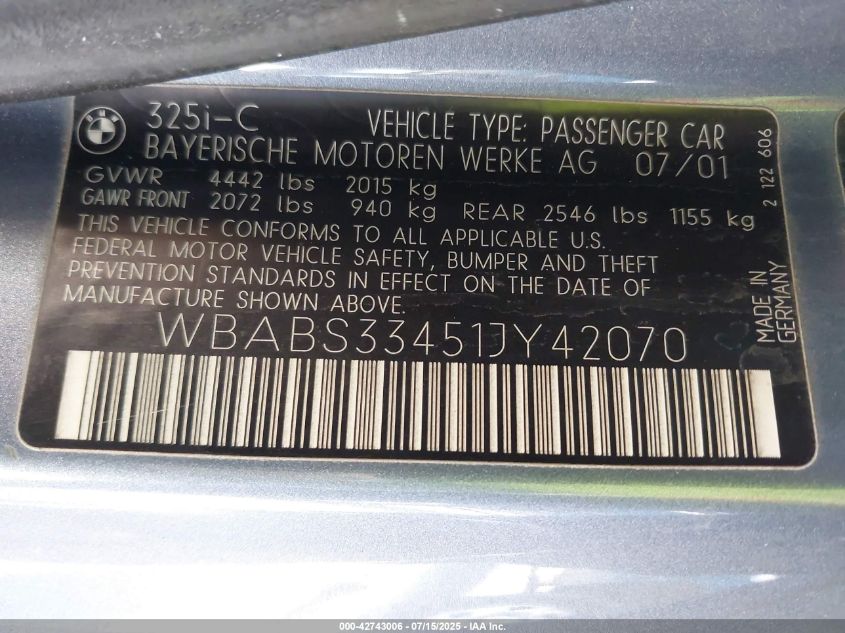 BMW
325i-C VEHICLE TYPE: PASSENGER CAR
BAYERISCHE MOTOREN WERKE AG 07/01
GVWR 4442 lbs 2015 kg
GAWR FRONT 2072 lbs 940 kg REAR 2546 lbs 1155 kg
THIS VEHICLE CONFORMS TO ALL APPLICABLE U.S.
FEDERAL MOTOR VEHICLE SAFETY, BUMPER AND THEFT
PREVENTION STANDARDS IN EFFECT ON THE DATE OF
MANUFACTURE SHOWN ABOVE.
WBABS33451JY42070
2 122 606
MADE IN
GERMANY
000-42743006 - 07/15/2025 - IAA Inc.